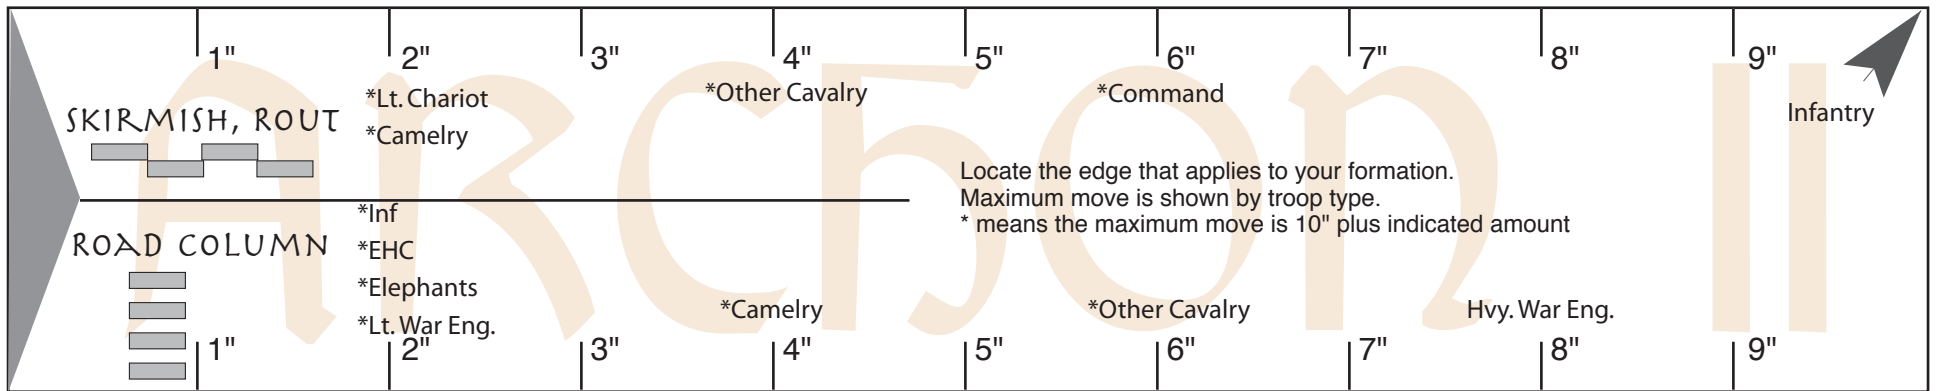 1" 2" 3" 4" 5" 6" 7" 8" 9"
*Lt. Chariot
*Other Cavalry
*Command
Infantry
SKIRMISH, ROUT
*Camelry
ARCHON II
Locate the edge that applies to your formation.
Maximum move is shown by troop type.
* means the maximum move is 10" plus indicated amount
*Inf
ROAD COLUMN
*EHC
*Elephants
*Camelry
*Other Cavalry
Hvy. War Eng.
*Lt. War Eng.
1" 2" 3" 4" 5" 6" 7" 8" 9"